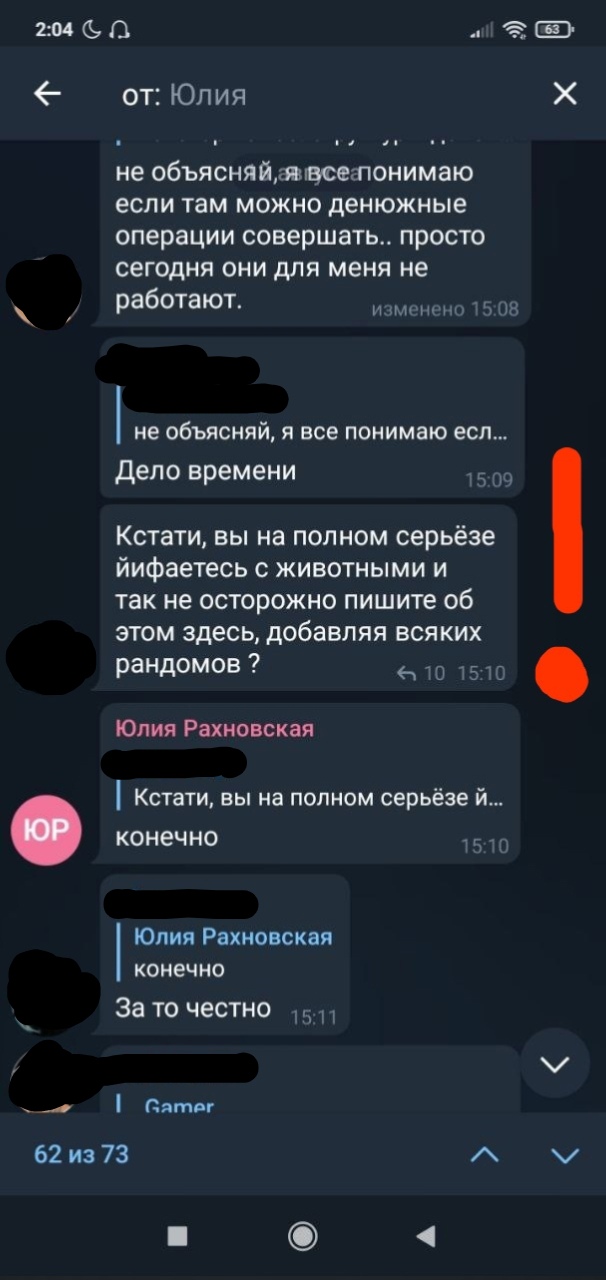 2:04
63
от: Юлия
не объясняй, я все понимаю
если там можно денюжные
операции совершать.. просто
сегодня они для меня не
работают.
изменено 15:08
не объясняй, я все понимаю есл...
Дело времени
15:09
Кстати, вы на полном серьёзе
йифаетесь с животными и
так не осторожно пишите об
этом здесь, добавляя всяких
рандомов ?
10 15:10
Юлия Рахновская
Кстати, вы на полном серьёзе й...
ЮР
конечно
15:10
Юлия Рахновская
конечно
За то честно
15:11
Gamer
62 из 73